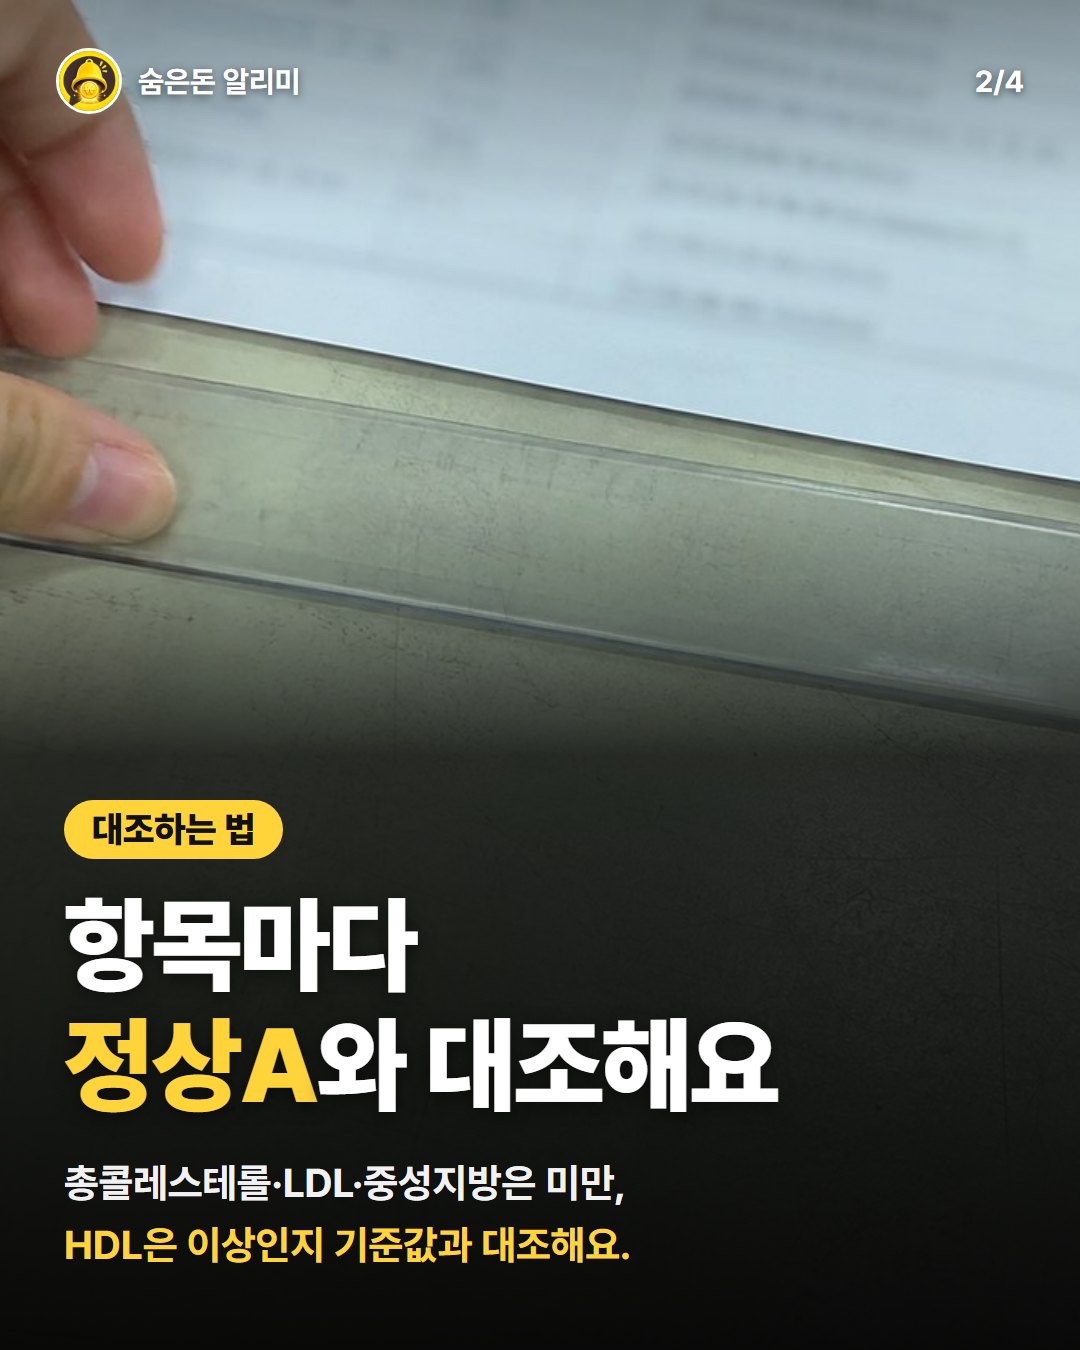 숨은돈 알리미
2/4
대조하는 법
항목마다
정상A와 대조해요
총콜레스테롤·LDL·중성지방은 미만,
HDL은 이상인지 기준값과 대조해요.